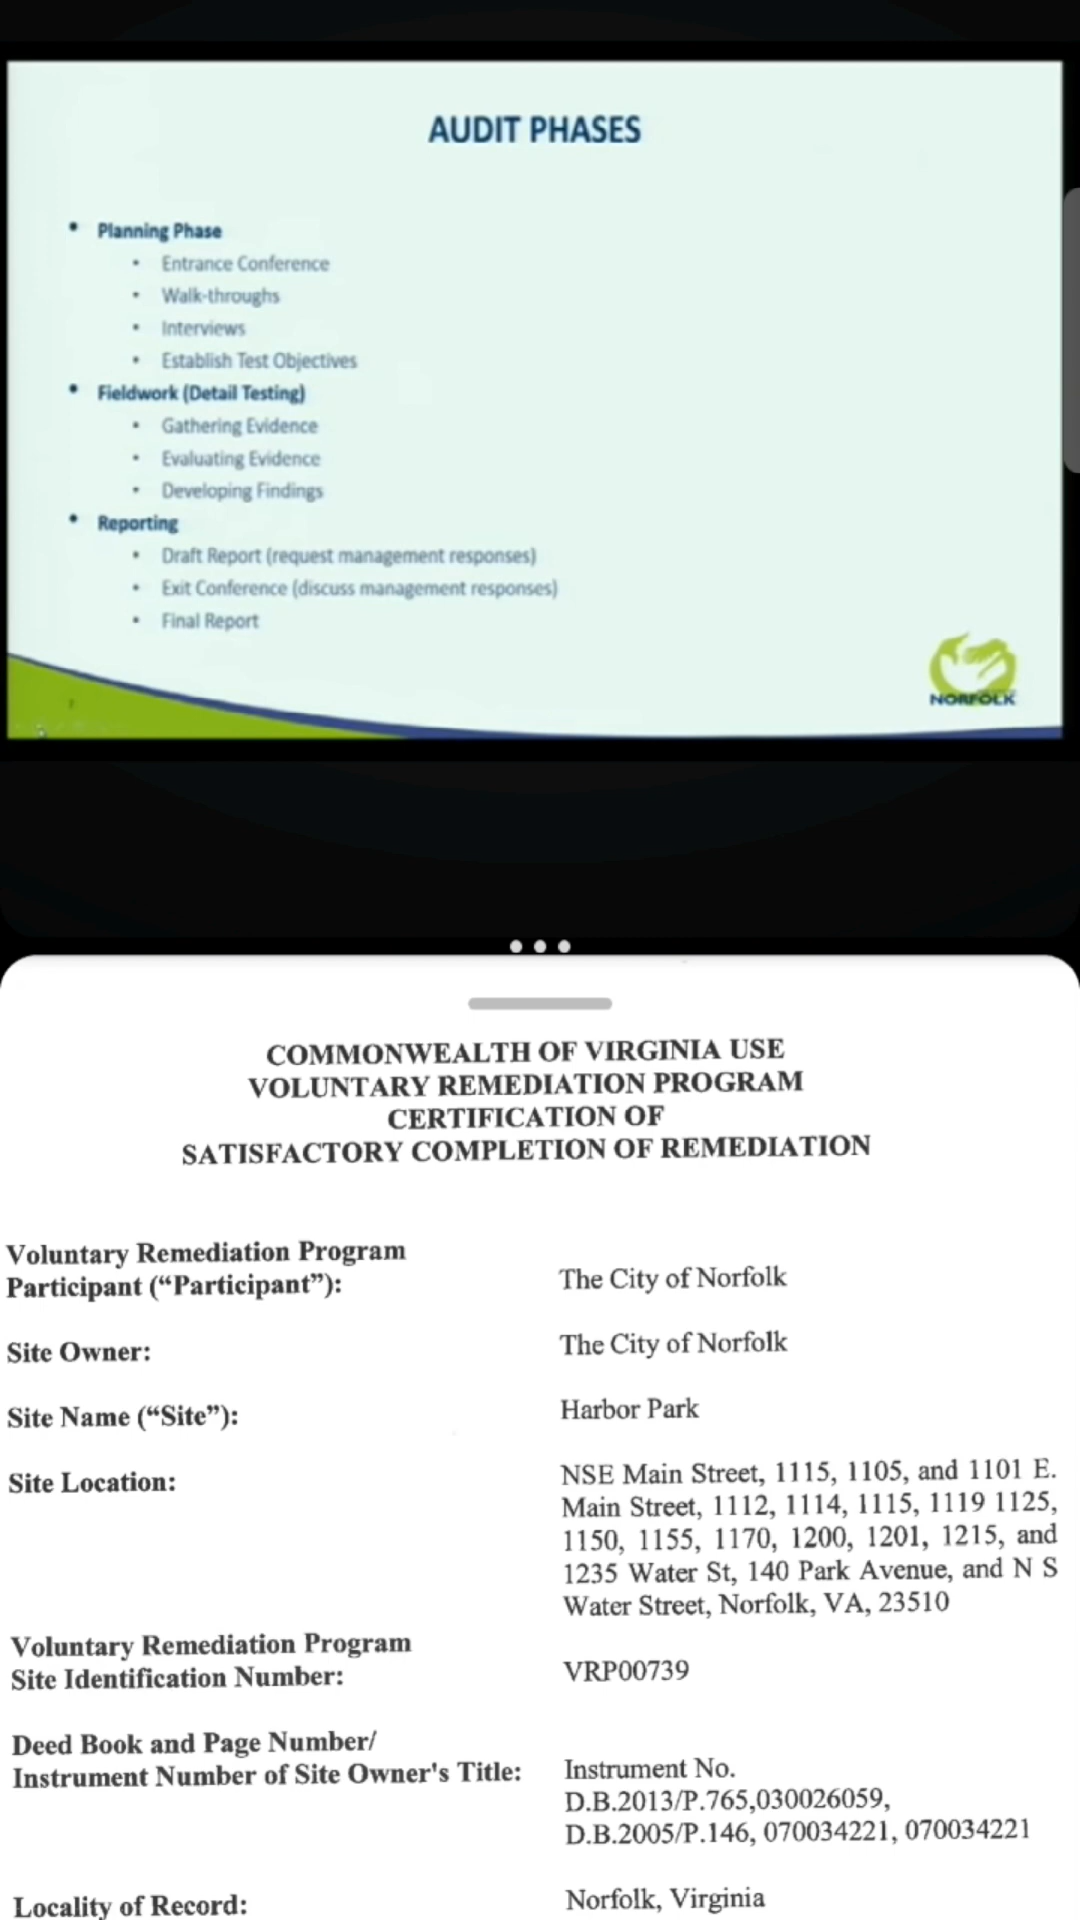 AUDIT PHASES
• Planning Phase
• Entrance Conference
• Walk-throughs
• Interviews
• Establish Test Objectives
• Fieldwork (Detail Testing)
• Gathering Evidence
• Evaluating Evidence
• Developing Findings
• Reporting
• Draft Report (request management responses)
• Exit Conference (discuss management responses)
• Final Report
NORFOLK
7
COMMONWEALTH OF VIRGINIA USE
VOLUNTARY REMEDIATION PROGRAM
CERTIFICATION OF
SATISFACTORY COMPLETION OF REMEDIATION
Voluntary Remediation Program
Participant (“Participant”):
The City of Norfolk
Site Owner:
The City of Norfolk
Site Name (“Site”):
Harbor Park
Site Location:
NSE Main Street, 1115, 1105, and 1101 E.
Main Street, 1112, 1114, 1115, 1119 1125,
1150, 1155, 1170, 1200, 1201, 1215, and
1235 Water St, 140 Park Avenue, and N S
Water Street, Norfolk, VA, 23510
Voluntary Remediation Program
Site Identification Number:
VRP00739
Deed Book and Page Number/
Instrument Number of Site Owner's Title:
Instrument No.
D.B.2013/P.765,030026059,
D.B.2005/P.146, 070034221, 070034221
Locality of Record:
Norfolk, Virginia